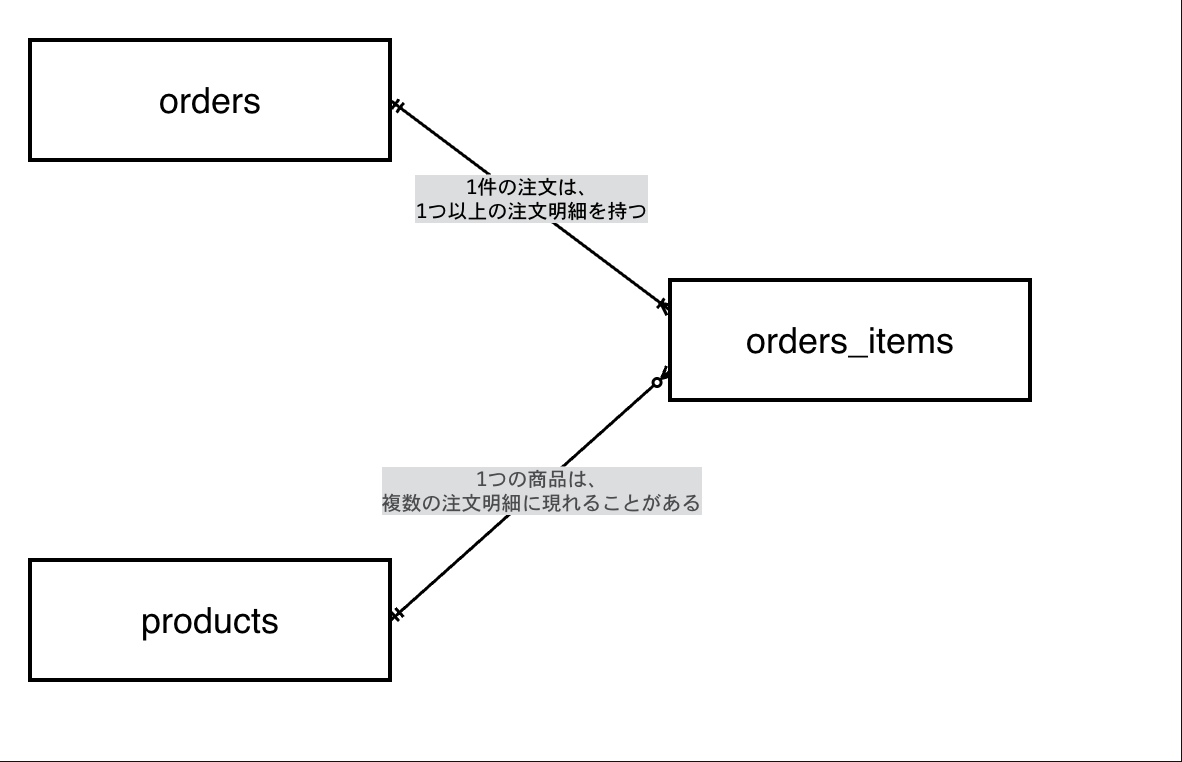 orders
1件の注文は、
1つ以上の注文明細を持つ
orders_items
1つの商品は、
複数の注文明細に現れることがある
products